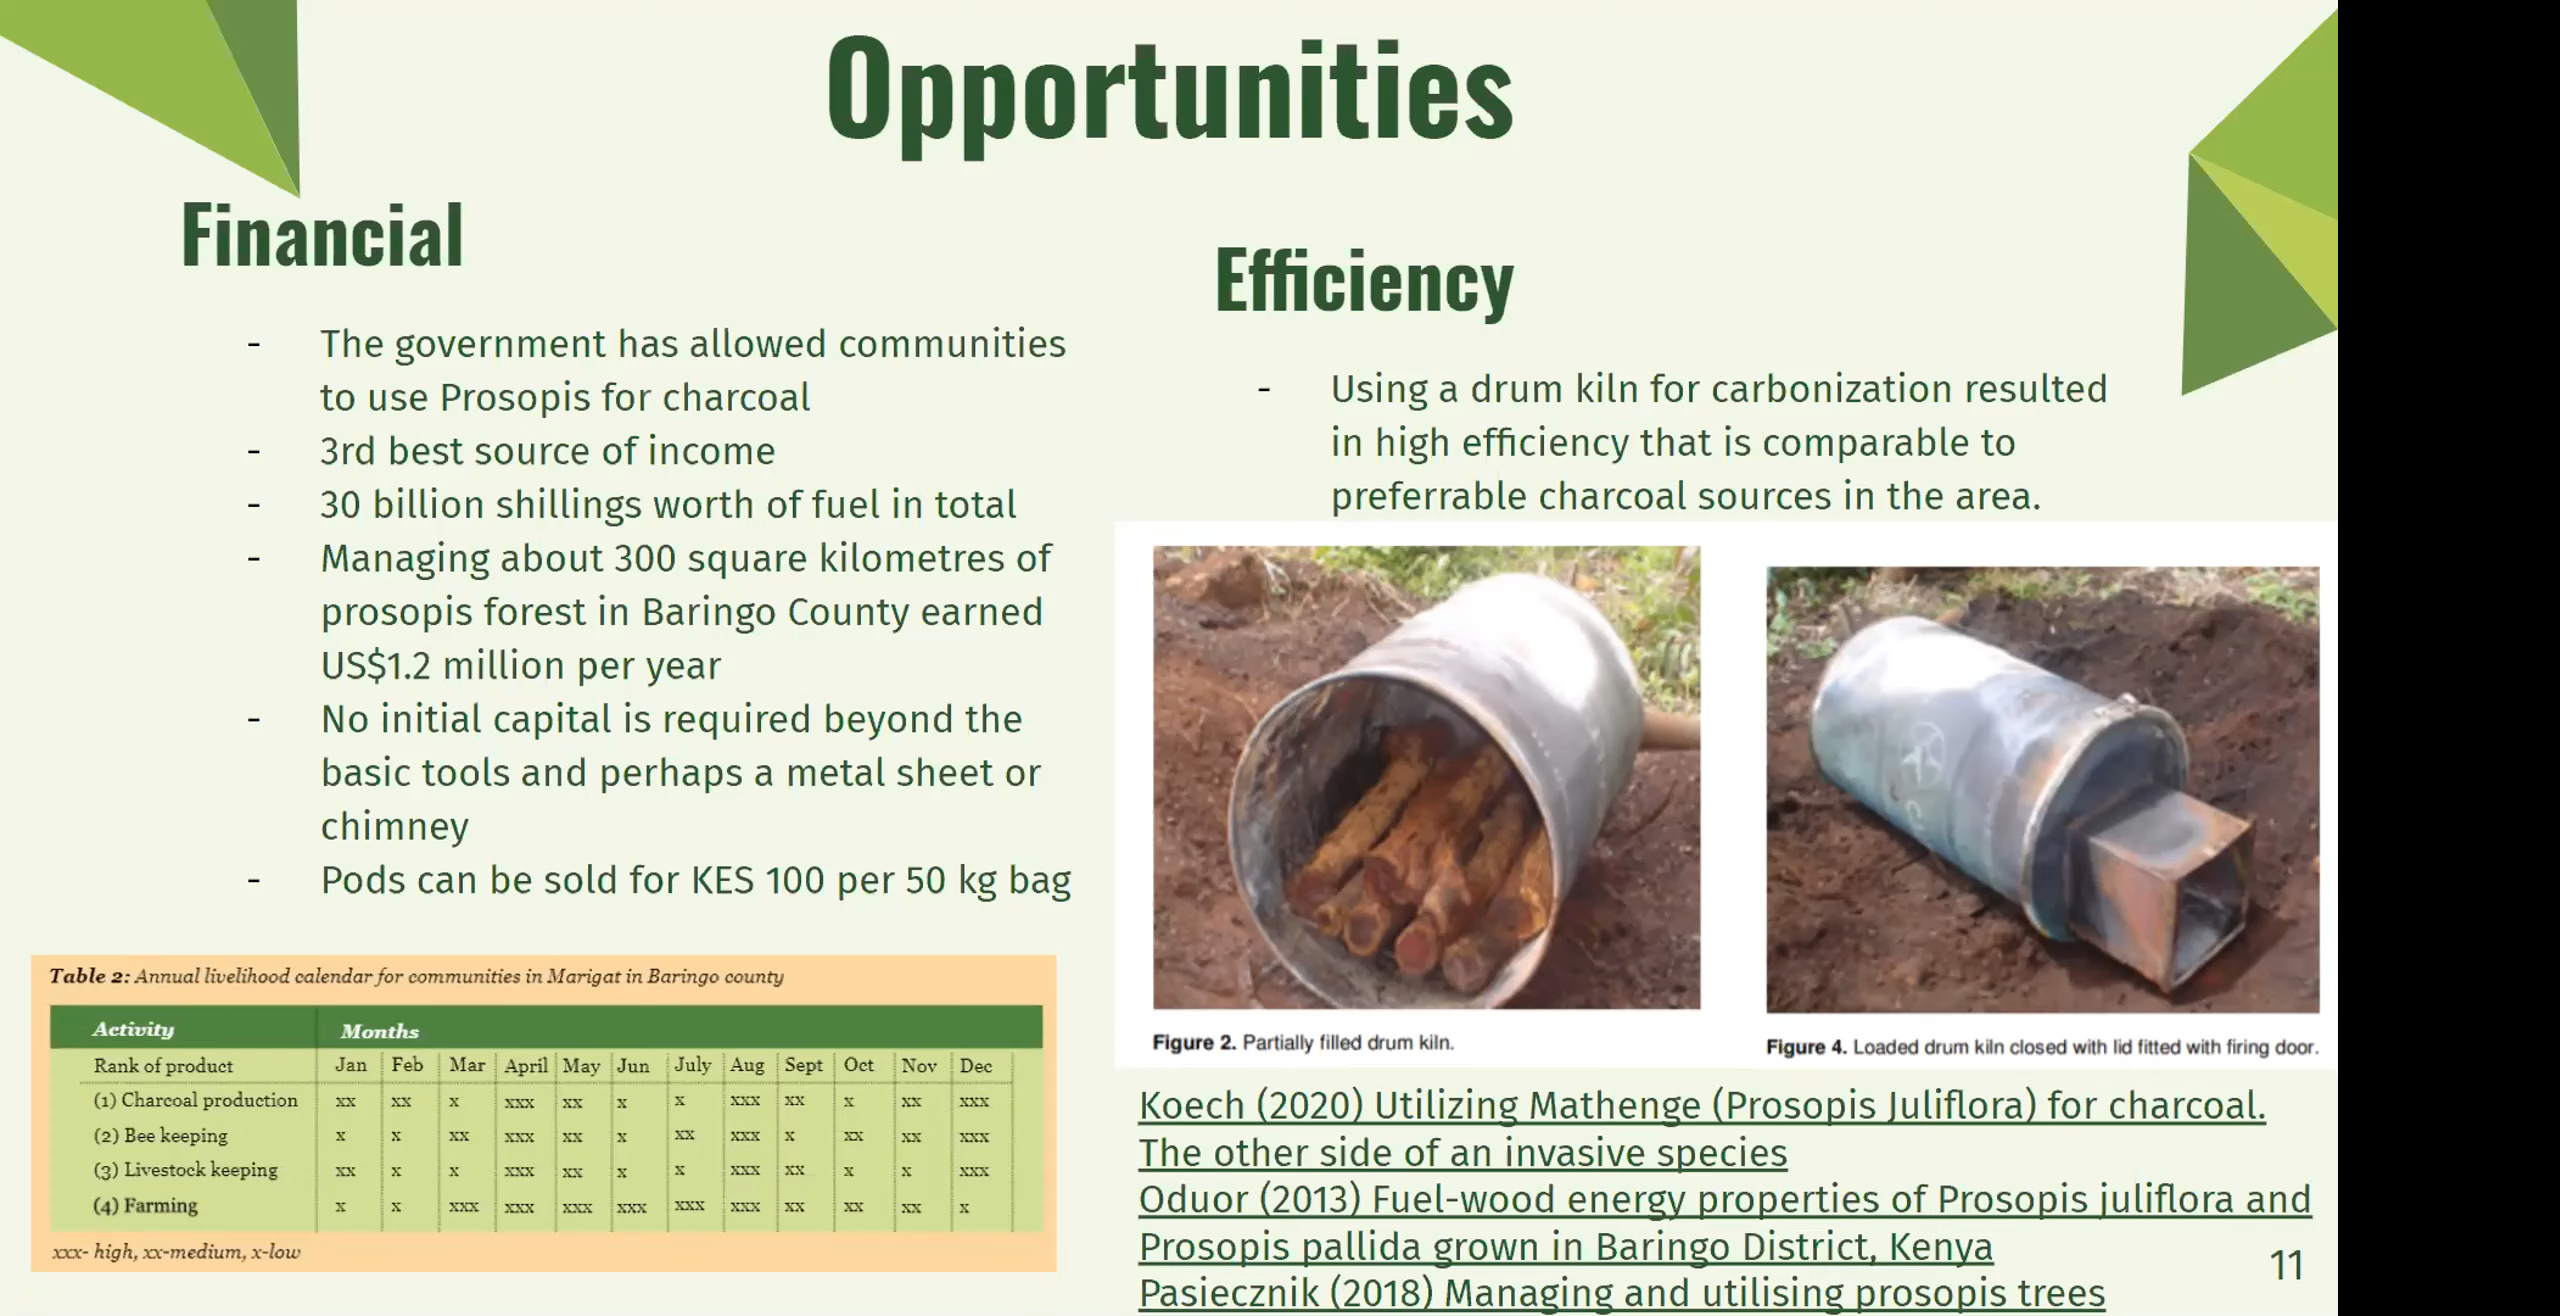 Opportunities
Financial
- The government has allowed communities
to use Prosopis for charcoal
- 3rd best source of income
- 30 billion shillings worth of fuel in total
- Managing about 300 square kilometres of
prosopis forest in Baringo County earned
US$1.2 million per year
- No initial capital is required beyond the
basic tools and perhaps a metal sheet or
chimney
- Pods can be sold for KES 100 per 50 kg bag
Table 2: Annual livelihood calendar for communities in Marigat in Baringo county
Activity Months
Rank of product Jan Feb Mar April May Jun July Aug Sept Oct Nov Dec
(1) Charcoal production xx xx x xxx xx x x xxx xx x xx xxx
(2) Bee keeping x x xx xxx xx x xx xxx x xx xx xxx
(3) Livestock keeping xx x x xxx xx x x xxx xx x x xxx
(4) Farming x x xxx xxx xxx xxx xxx xxx xx xx xx x
xxx- high, xx-medium, x-low
Efficiency
- Using a drum kiln for carbonization resulted
in high efficiency that is comparable to
preferrable charcoal sources in the area.
Figure 2. Partially filled drum kiln.
Figure 4. Loaded drum kiln closed with lid fitted with firing door.
Koech (2020) Utilizing Mathenge (Prosopis Juliflora) for charcoal.
The other side of an invasive species
Oduor (2013) Fuel-wood energy properties of Prosopis juliflora and
Prosopis pallida grown in Baringo District, Kenya
Pasiecznik (2018) Managing and utilising prosopis trees
11